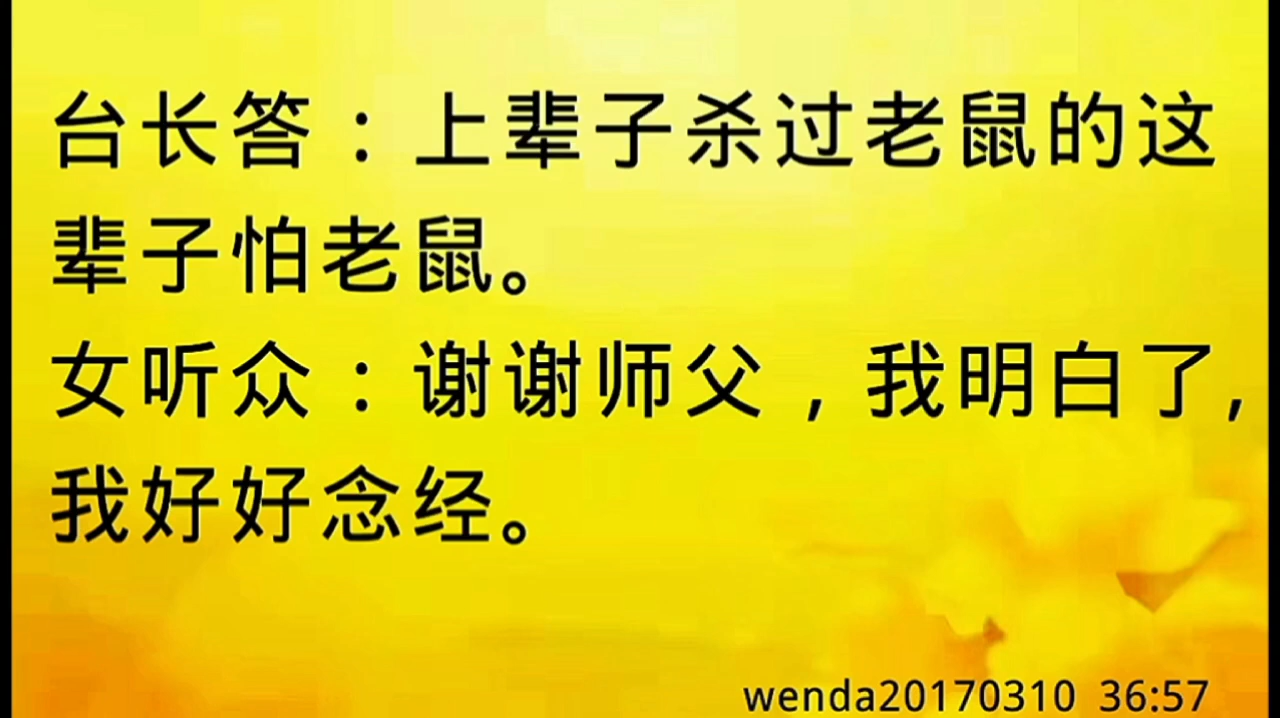 台长答：上辈子杀过老鼠的这
辈子怕老鼠。
女听众：谢谢师父，我明白了，
我好好念经。
wenda20170310 36:57